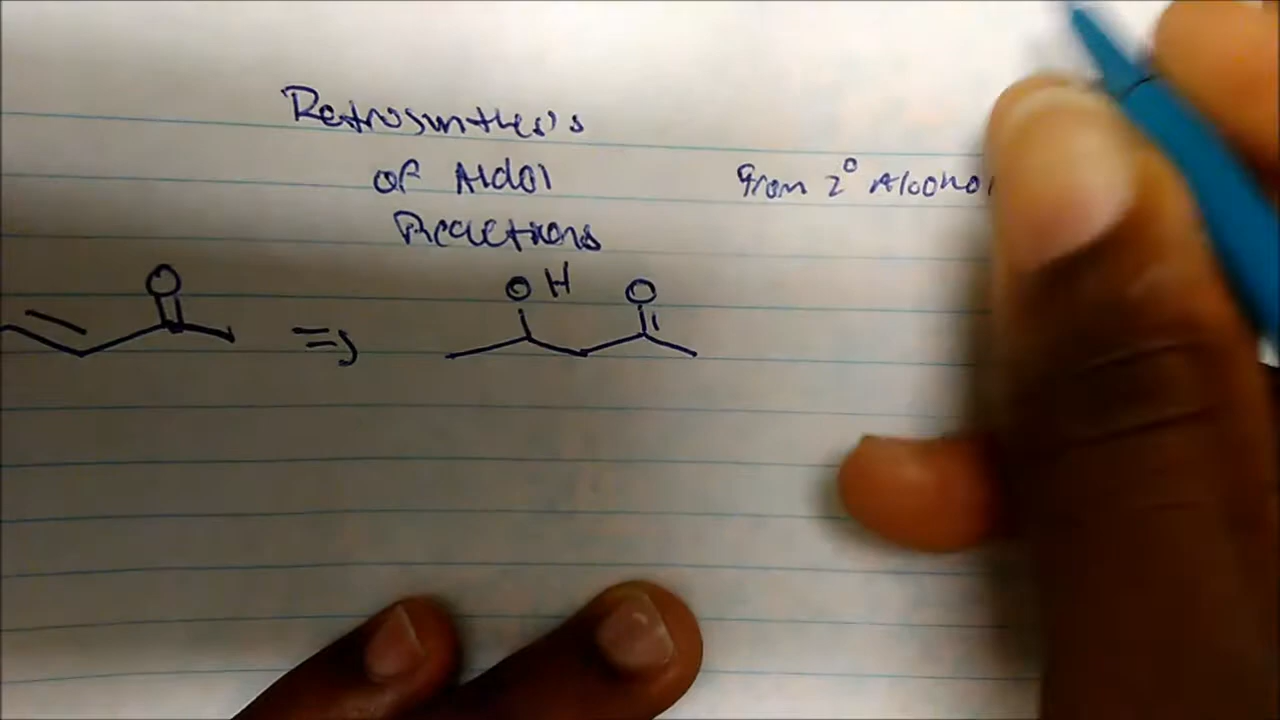 Retrosynthesis
of Aldol
Reactions
From 2° Alcohol
O
OH O